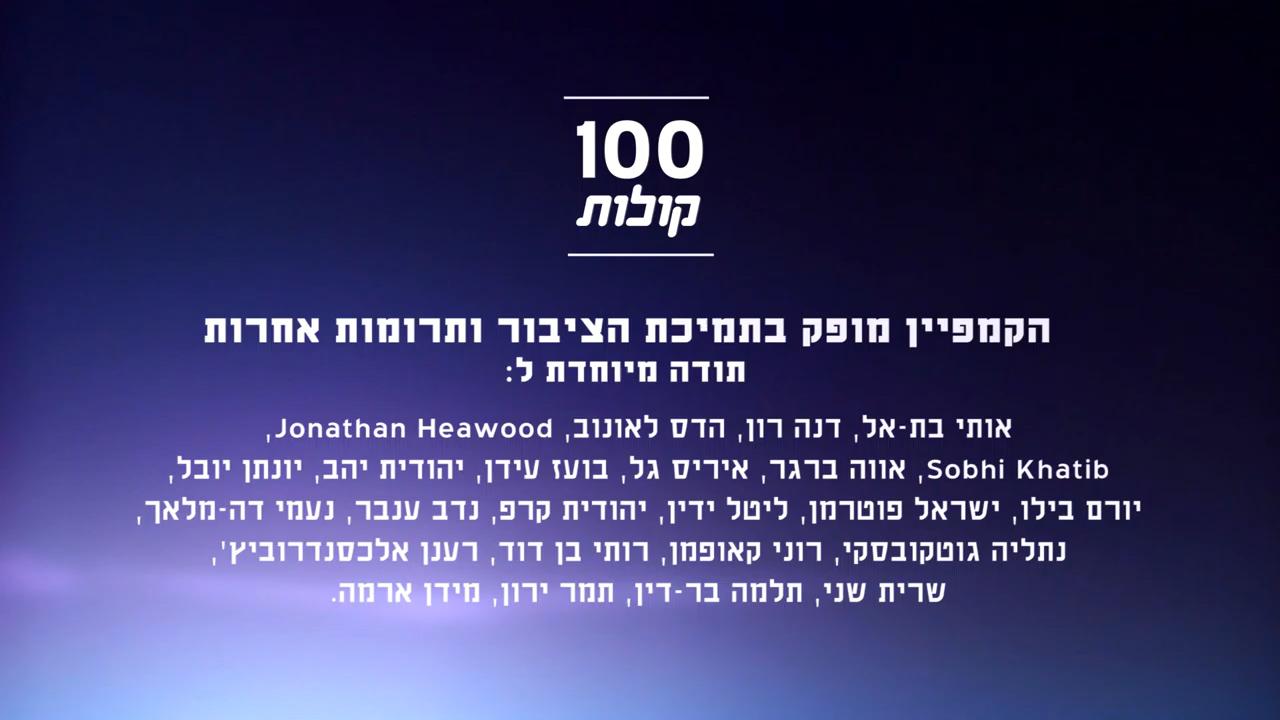 100
קולות
הקמפיין מופק בתמיכת הציבור ותרומות אחרות
תודה מיוחדת ל:
אותי בת-אל, דנה רון, הדס לאונוב, Jonathan Heawood,
Sobhi Khatib, אווה ברגר, איריס גל, בועז עידן, יהודית יהב, יונתן יובל,
יורם בילו, ישראל פוטרמן, ליטל ידין, יהודית קרפ, נדב ענבר, נעמי דה-מלאך,
נתליה גוטקובסקי, רוני קאופמן, רותי בן דוד, רענן אלכסנדרוביץ',
שרית שני, תלמה בר-דין, תמר ירון, מידן ארמה.